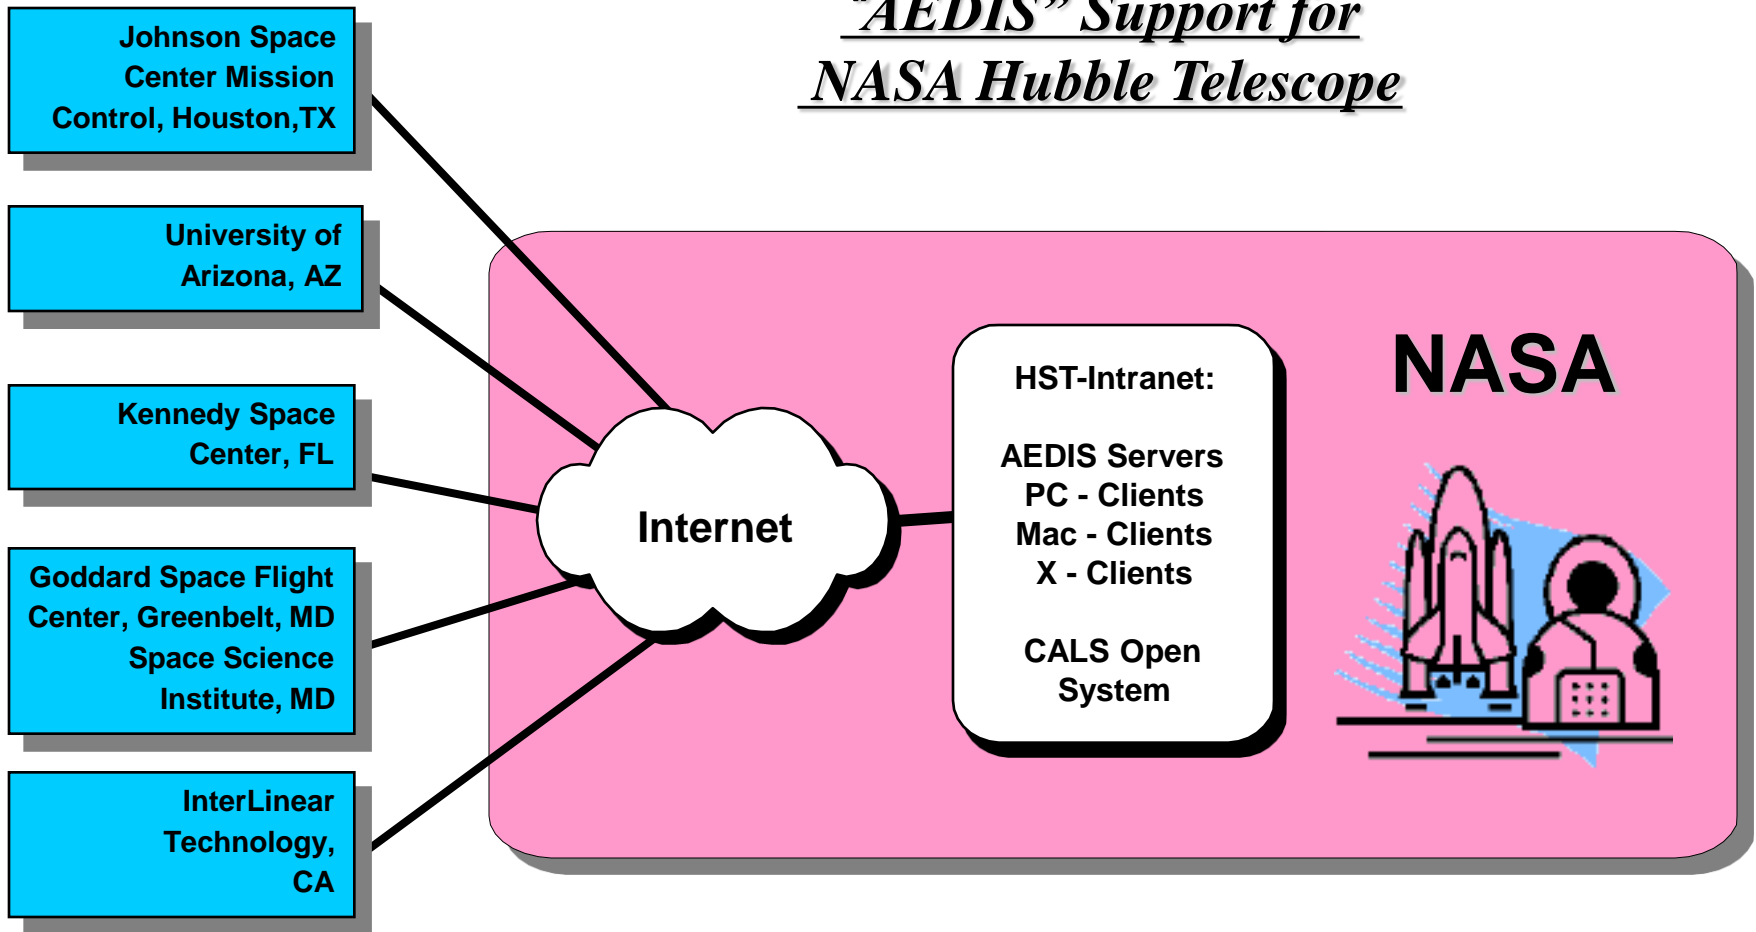 "AEDIS” Support for
NASA Hubble Telescope
Johnson Space
Center Mission
Control, Houston,TX
University of
Arizona, AZ
Kennedy Space
Center, FL
Goddard Space Flight
Center, Greenbelt, MD
Space Science
Institute, MD
InterLinear
Technology,
CA
Internet
HST-Intranet:
AEDIS Servers
PC - Clients
Mac - Clients
X - Clients
CALS Open
System
NASA